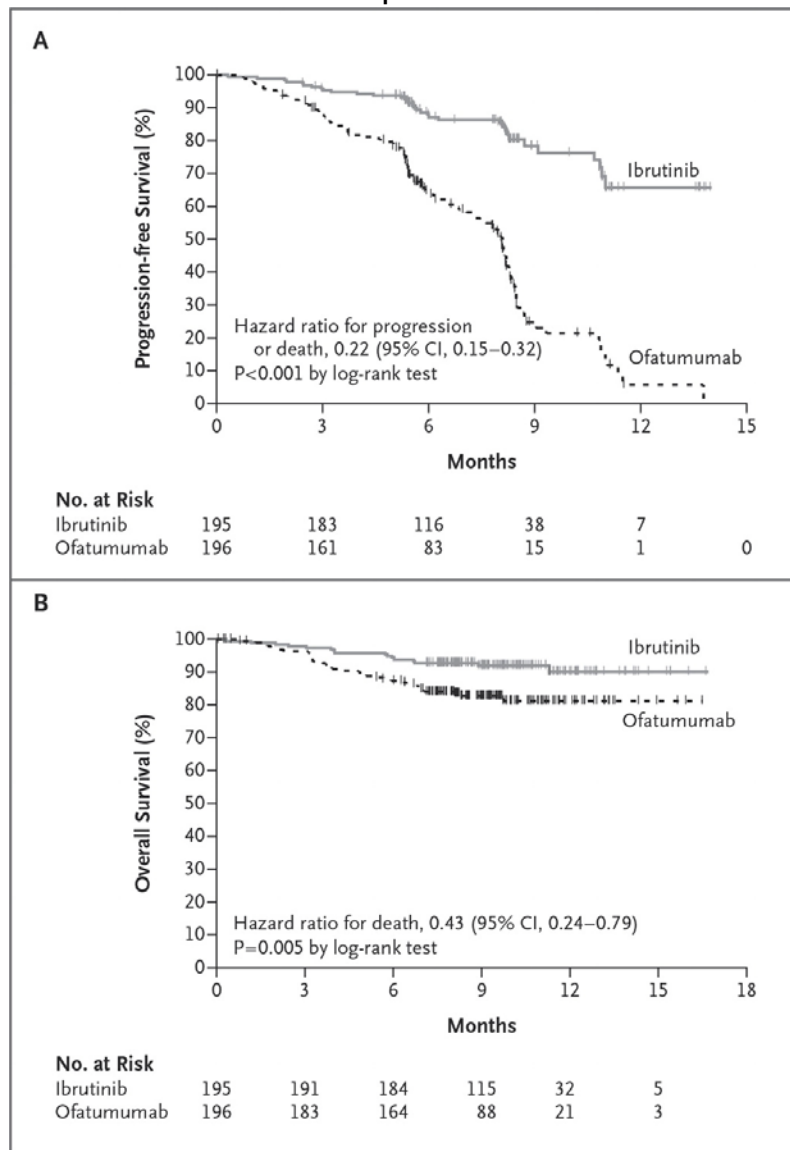 A
Progression-free Survival (%)
100
90
80
70
60
50
40
30
20
10
0
Ibrutinib
Ofatumumab
Hazard ratio for progression
or death, 0.22 (95% CI, 0.15–0.32)
P<0.001 by log-rank test
0 3 6 9 12 15
Months
No. at Risk
Ibrutinib 195 183 116 38 7
Ofatumumab 196 161 83 15 1 0
B
Overall Survival (%)
100
90
80
70
60
50
40
30
20
10
0
Ibrutinib
Ofatumumab
Hazard ratio for death, 0.43 (95% CI, 0.24–0.79)
P=0.005 by log-rank test
0 3 6 9 12 15 18
Months
No. at Risk
Ibrutinib 195 191 184 115 32 5
Ofatumumab 196 183 164 88 21 3